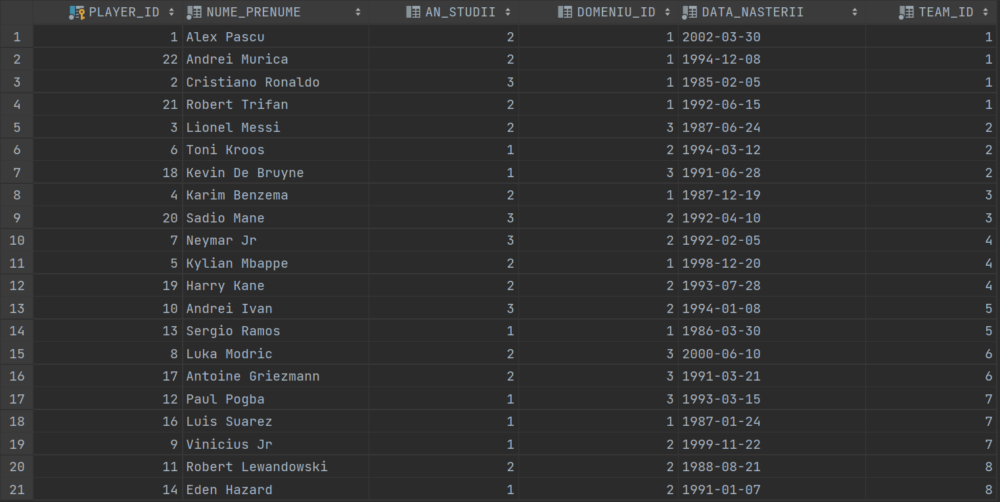 PLAYER_ID NUME_PRENUME AN_STUDII DOMENIU_ID DATA_NASTERII TEAM_ID
1 1 Alex Pascu 2 1 2002-03-30 1
2 22 Andrei Murica 2 1 1994-12-08 1
3 2 Cristiano Ronaldo 3 1 1985-02-05 1
4 21 Robert Trifan 2 1 1992-06-15 1
5 3 Lionel Messi 2 3 1987-06-24 2
6 6 Toni Kroos 1 2 1994-03-12 2
7 18 Kevin De Bruyne 1 3 1991-06-28 2
8 4 Karim Benzema 2 1 1987-12-19 3
9 20 Sadio Mane 3 2 1992-04-10 3
10 7 Neymar Jr 3 2 1992-02-05 4
11 5 Kylian Mbappe 2 1 1998-12-20 4
12 19 Harry Kane 2 2 1993-07-28 4
13 10 Andrei Ivan 3 2 1994-01-08 5
14 13 Sergio Ramos 1 1 1986-03-30 5
15 8 Luka Modric 2 3 2000-06-10 6
16 17 Antoine Griezmann 2 3 1991-03-21 6
17 12 Paul Pogba 1 3 1993-03-15 7
18 16 Luis Suarez 1 1 1987-01-24 7
19 9 Vinicius Jr 1 2 1999-11-22 7
20 11 Robert Lewandowski 2 2 1988-08-21 8
21 14 Eden Hazard 1 2 1991-01-07 8